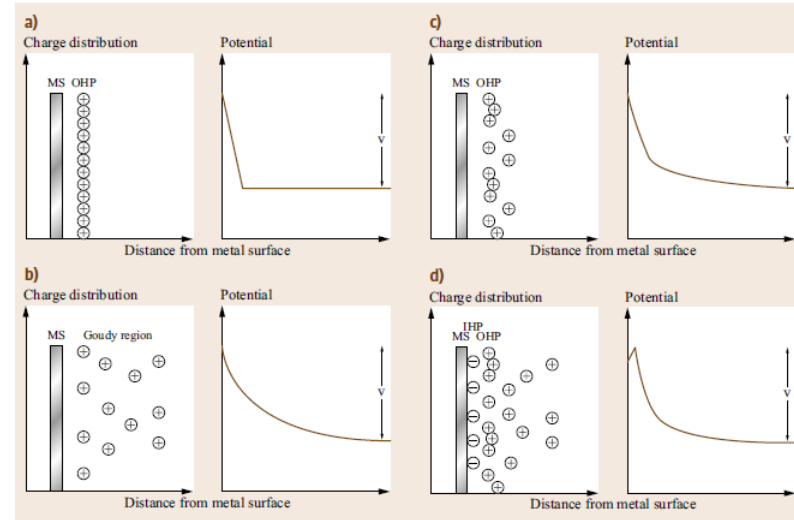 a)
Charge distribution
Potential
MS OHP
V
Distance from metal surface
c)
Charge distribution
Potential
MS OHP
V
Distance from metal surface
b)
Charge distribution
Potential
MS
Goudy region
V
Distance from metal surface
d)
Charge distribution
Potential
IHP
MS OHP
V
Distance from metal surface